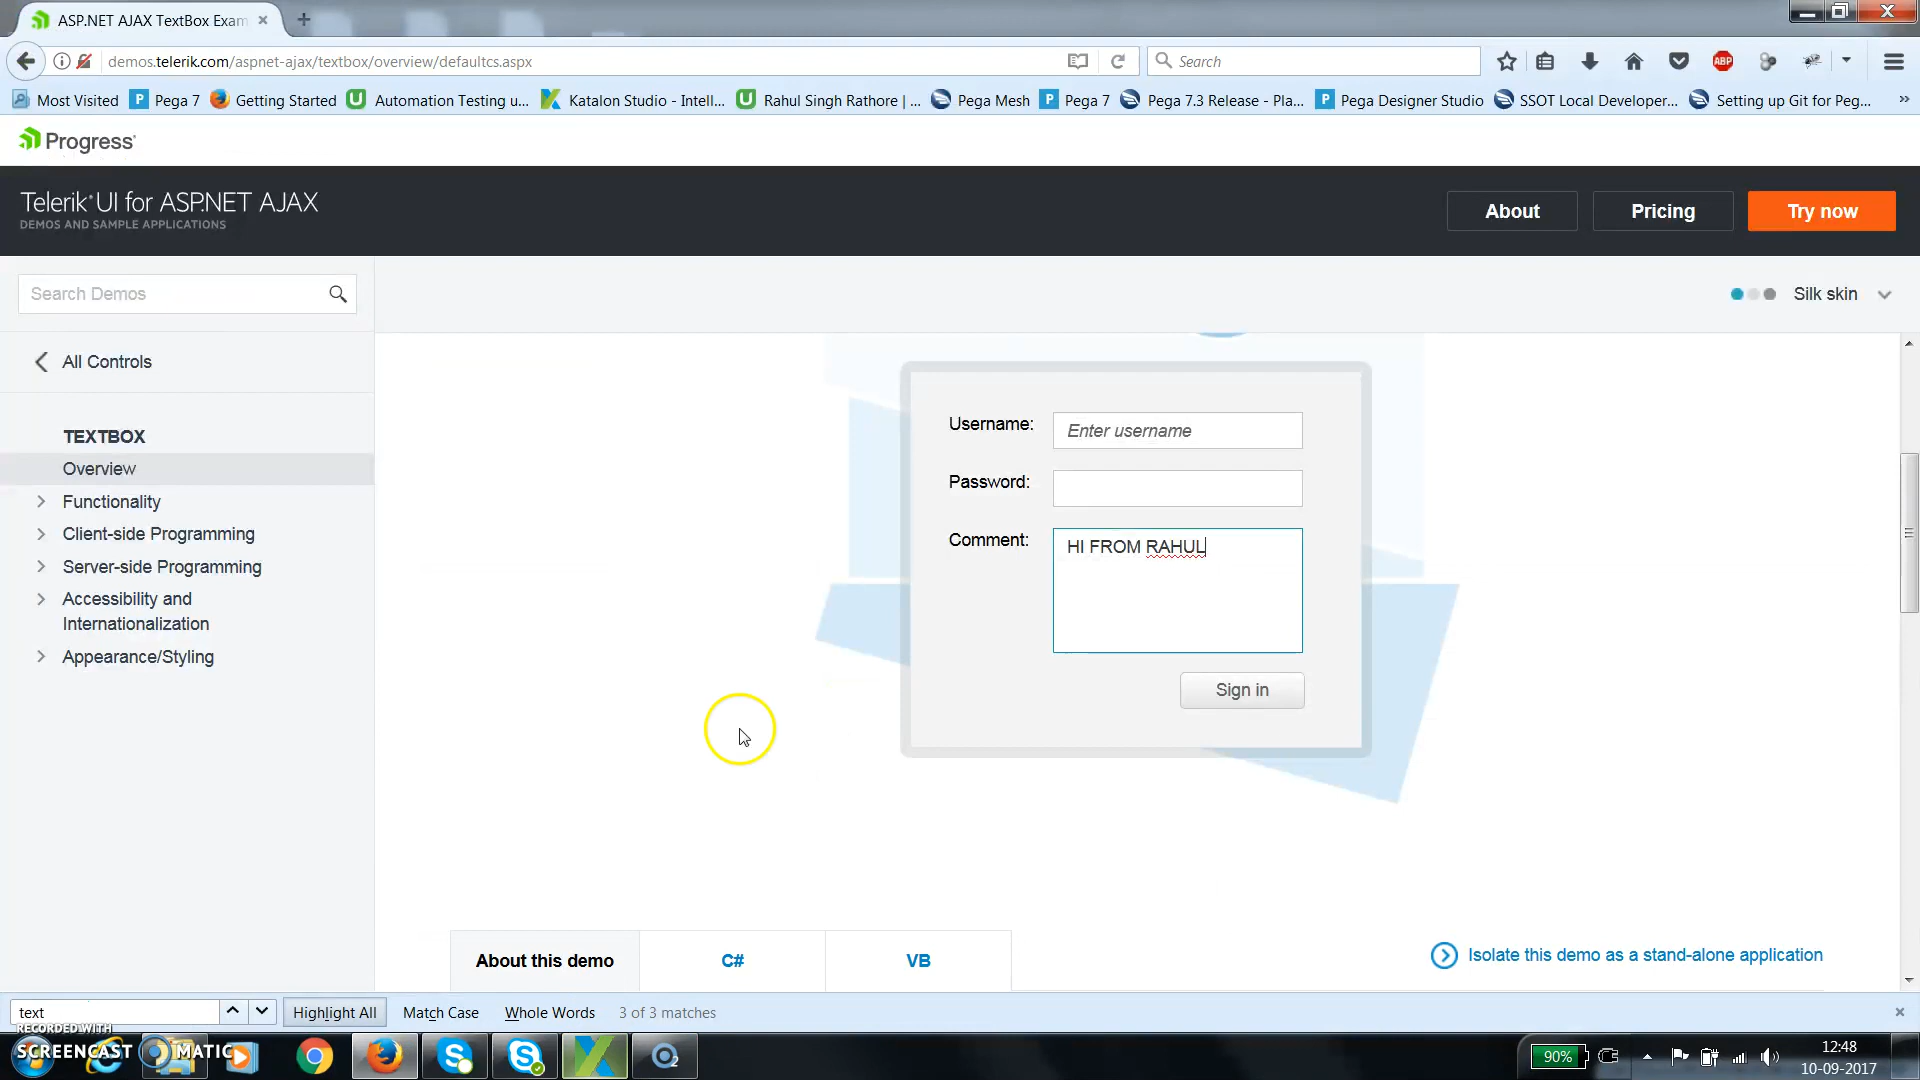 ASP.NET AJAX TextBox Exam
demos.telerik.com/aspnet-ajax/textbox/overview/defaultcs.aspx
Search
ABP
Most Visited
Pega 7
Getting Started
Automation Testing u...
Katalon Studio - Intell...
Rahul Singh Rathore | ...
Pega Mesh
Pega 7
Pega 7.3 Release - Pla...
Pega Designer Studio
SSOT Local Developer...
Setting up Git for Peg...
Progress
Telerik UI for ASP.NET AJAX
DEMOS AND SAMPLE APPLICATIONS
About
Pricing
Try now
Search Demos
Silk skin
All Controls
TEXTBOX
Overview
Functionality
Client-side Programming
Server-side Programming
Accessibility and
Internationalization
Appearance/Styling
Username:
Enter username
Password:
Comment:
HI FROM RAHUL
Sign in
About this demo
C#
VB
Isolate this demo as a stand-alone application
text
Highlight All
Match Case
Whole Words
3 of 3 matches
RECORDED WITH
SCREENCAST MATIC
90%
12:48
10-09-2017